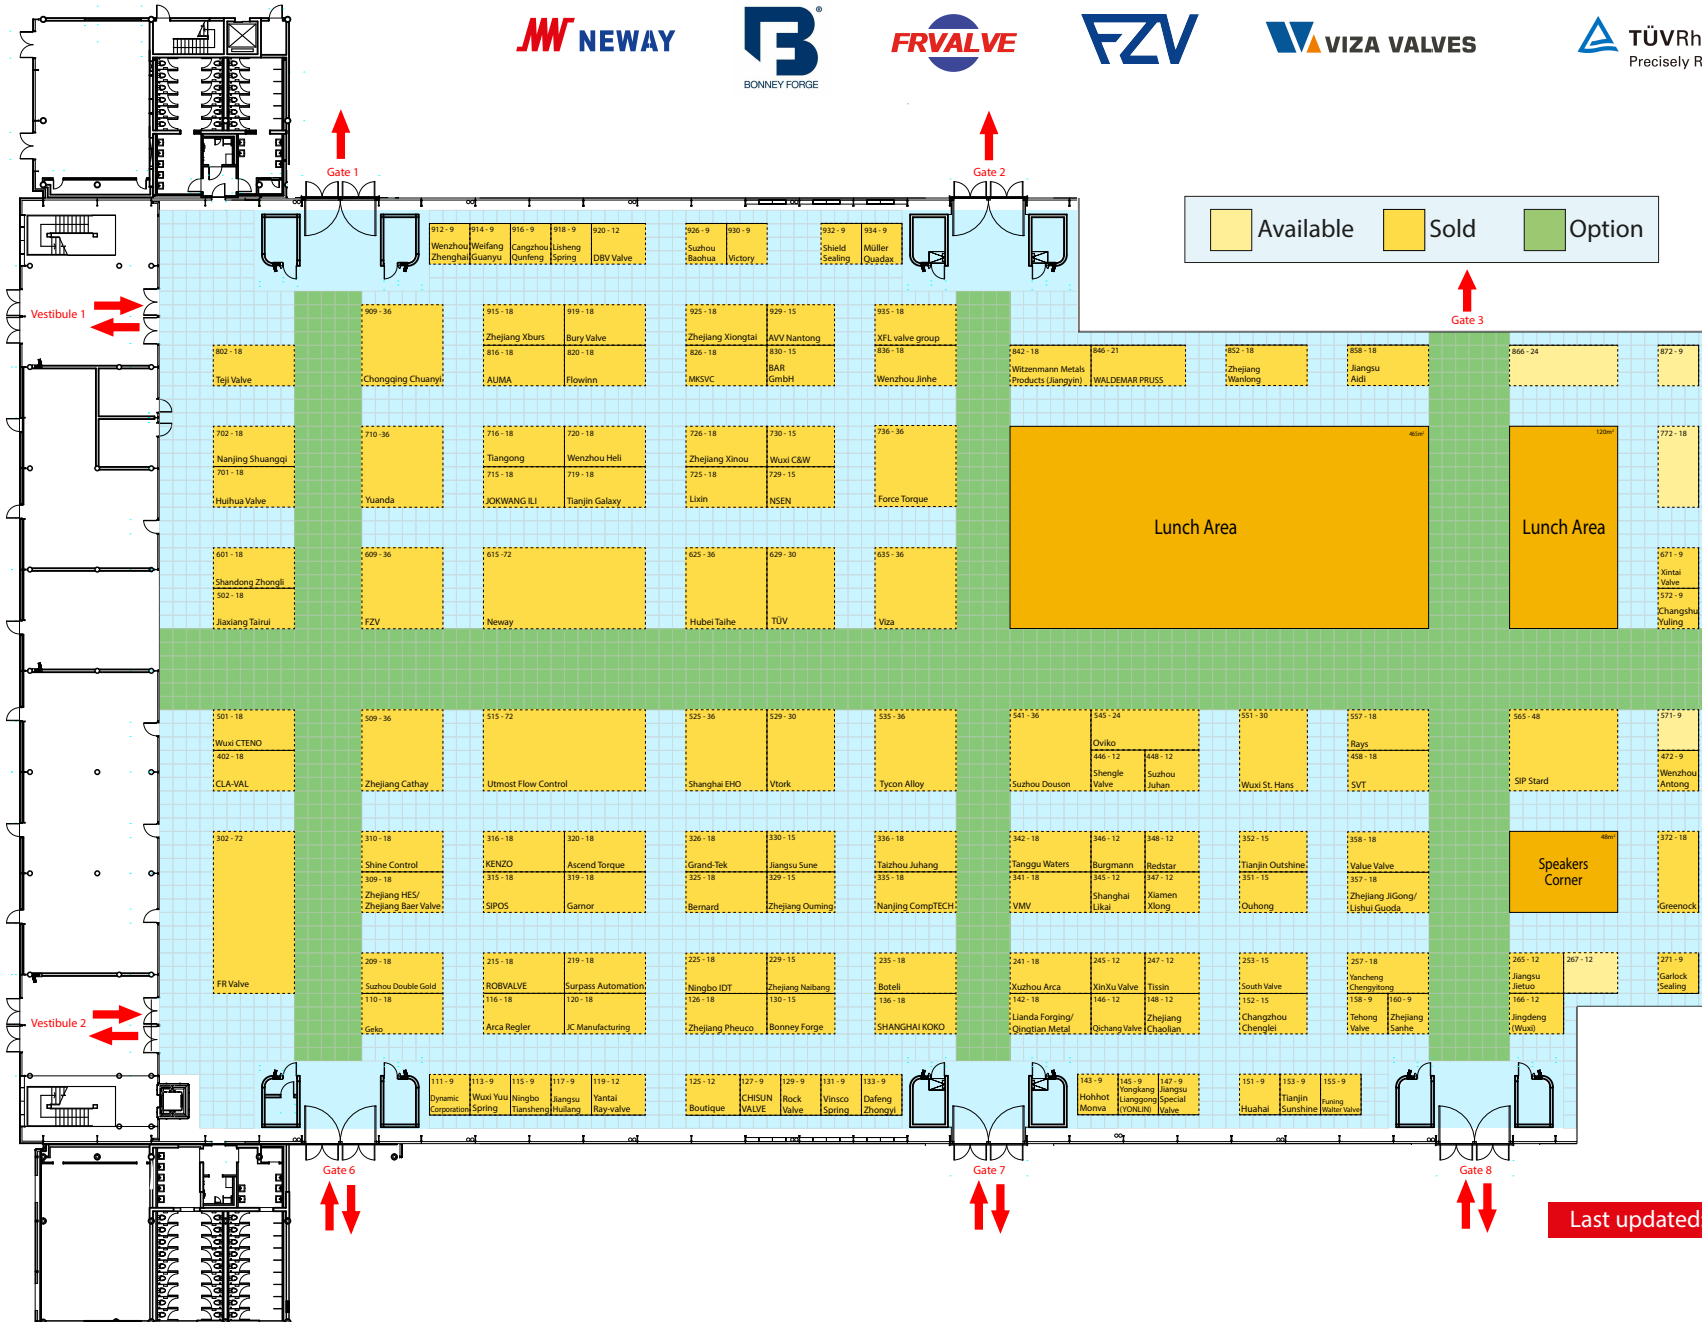 NEWAY
BONNEY FORGE
®
FRVALVE
FZV
VIZA VALVES
TÜVRh
Precisely R
Gate 1
Gate 2
Available
Sold
Option
Gate 3
Vestibule 1
912 - 9
Wenzhou
Zhenghai
914 - 9
Weifang
Guanyu
916 - 9
Cangzhou
Qunfeng
918 - 9
Lisheng
Spring
920 - 12
DBV Valve
926 - 9
Suzhou
Baohua
930 - 9
Victory
932 - 9
Shield
Sealing
934 - 9
Müller
Quadax
909 - 36
Chongqing Chuanyi
915 - 18
Zhejiang Xburs
919 - 18
Bury Valve
925 - 18
Zhejiang Xiongtai
929 - 15
AVV Nantong
935 - 18
XFL valve group
802 - 18
Teji Valve
816 - 18
AUMA
820 - 18
Flowinn
826 - 18
MKSVC
830 - 15
BAR
GmbH
836 - 18
Wenzhou Jinhe
842 - 18
Witzenmann Metals
Products (Jiangyin)
846 - 21
WALDEMAR PRUSS
852 - 18
Zhejiang
Wanlong
858 - 18
Jiangsu
Aidi
866 - 24
872 - 9
702 - 18
Nanjing Shuangqi
701 - 18
Huihua Valve
710 -36
Yuanda
716 - 18
Tiangong
720 - 18
Wenzhou Heli
715 - 18
JOKWANG ILI
719 - 18
Tianjin Galaxy
726 - 18
Zhejiang Xinou
730 - 15
Wuxi C&W
725 - 18
Lixin
729 - 15
NSEN
736 - 36
Force Torque
465m²
Lunch Area
120m²
Lunch Area
772 - 18
601 - 18
Shandong Zhongli
502 - 18
Jiaxiang Tairui
609 - 36
FZV
615 -72
Neway
625 - 36
Hubei Taihe
629 - 30
TÜV
635 - 36
Viza
671 - 9
Xintai
Valve
572 - 9
Changshu
Yuling
501 - 18
Wuxi CTENO
402 - 18
CLA-VAL
509 - 36
Zhejiang Cathay
515 - 72
Utmost Flow Control
525 - 36
Shanghai EHO
529 - 30
Vtork
535 - 36
Tycon Alloy
541 - 36
Suzhou Douson
545 - 24
Oviko
446 - 12
Shengle
Valve
448 - 12
Suzhou
Juhan
551 - 30
Wuxi St. Hans
557 - 18
Rays
458 - 18
SVT
565 - 48
SIP Stard
571- 9
472 - 9
Wenzhou
Antong
302 - 72
FR Valve
310 - 18
Shine Control
309 - 18
Zhejiang HES/
Zhejiang Baer Valve
316 - 18
KENZO
320 - 18
Ascend Torque
315 - 18
SIPOS
319 - 18
Gamor
326 - 18
Grand-Tek
330 - 15
Jiangsu Sune
325 - 18
Bernard
329 - 15
Zhejiang Ouming
336 - 18
Taizhou Juhang
335 - 18
Nanjing CompTECH
342 - 18
Tanggu Waters
346 - 12
Burgmann
348 - 12
Redstar
341 - 18
VMV
345 - 12
Shanghai
Likai
347 - 12
Xiamen
Xlong
352 - 15
Tianjin Outshine
351 - 15
Ouhong
358 - 18
Value Valve
357 - 18
Zhejiang JiGong/
Lishui Guoda
48m²
Speakers
Corner
372 - 18
Greenock
209 - 18
Suzhou Double Gold
110 - 18
Geko
215 - 18
ROBVALVE
219 - 18
Surpass Automation
116 - 18
Arca Regler
120 - 18
JC Manufacturing
225 - 18
Ningbo IDT
229 - 15
Zhejiang Naibang
126 - 18
Zhejiang Pheuco
130 - 15
Bonney Forge
235 - 18
Boteli
136 - 18
SHANGHAI KOKO
241 - 18
Xuzhou Arca
245 - 12
XinXu Valve
247 - 12
Tissin
142 - 18
Lianda Forging/
Qingtian Metal
146 - 12
Qichang Valve
148 - 12
Zhejiang
Chaolian
253 - 15
South Valve
152 - 15
Changzhou
Chenglei
257 - 18
Yancheng
Chengyitong
158 - 9
Tehong
Valve
160 - 9
Zhejiang
Sanhe
265 - 12
Jiangsu
Jietuo
267 - 12
166 - 12
Jingdeng
(Wuxi)
271 - 9
Garlock
Sealing
Vestibule 2
111 - 9
Dynamic
Corporation
113 - 9
Wuxi Yuu
Spring
115 - 9
Ningbo
Tiansheng
117 - 9
Jiangsu
Huilang
119 - 12
Yantai
Ray-valve
125 - 12
Boutique
127 - 9
CHISUN
VALVE
129 - 9
Rock
Valve
131 - 9
Vinsco
Spring
133 - 9
Dafeng
Zhongyi
143 - 9
Hohhot
Monva
145 - 9
Yongkang
Lianggong
(YONLIN)
147 - 9
Jiangsu
Special
Valve
151 - 9
Huahai
153 - 9
Tianjin
Sunshine
155 - 9
Funing
Walter Valve
Gate 6
Gate 7
Gate 8
Last updated: